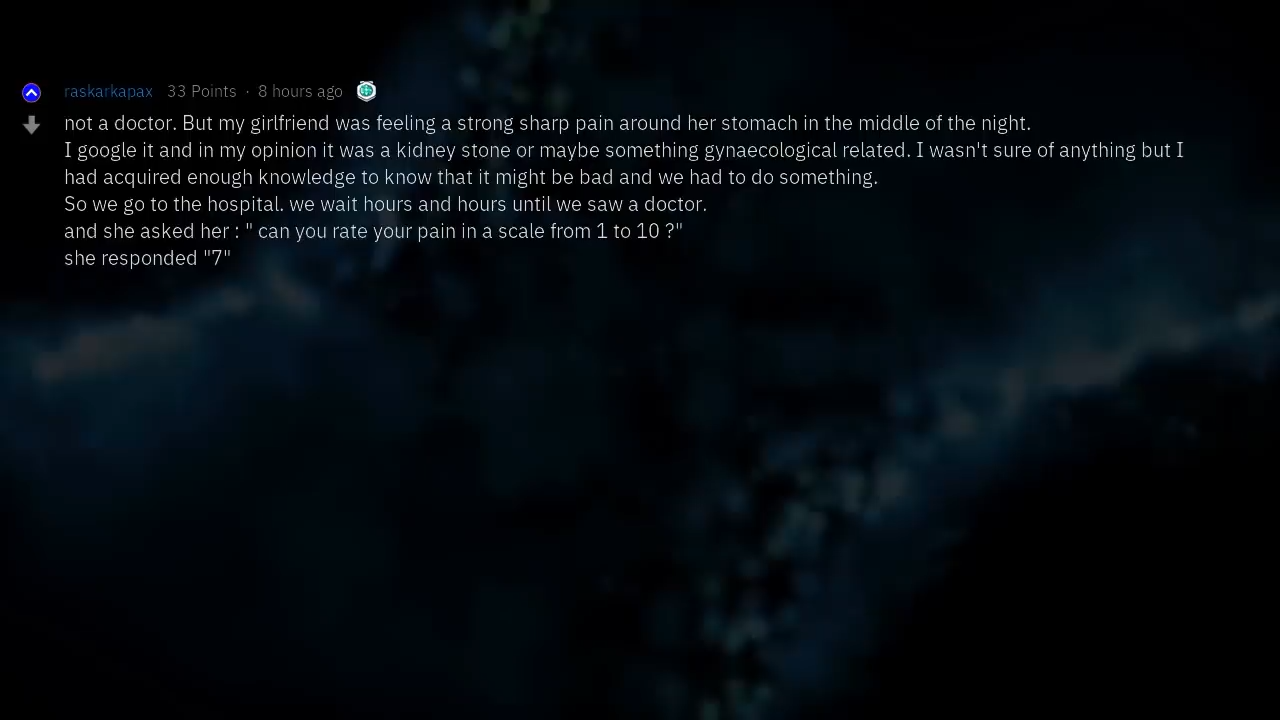 raskarkapax 33 Points · 8 hours ago
not a doctor. But my girlfriend was feeling a strong sharp pain around her stomach in the middle of the night.
I google it and in my opinion it was a kidney stone or maybe something gynaecological related. I wasn't sure of anything but I
had acquired enough knowledge to know that it might be bad and we had to do something.
So we go to the hospital. we wait hours and hours until we saw a doctor.
and she asked her : " can you rate your pain in a scale from 1 to 10 ?"
she responded "7"